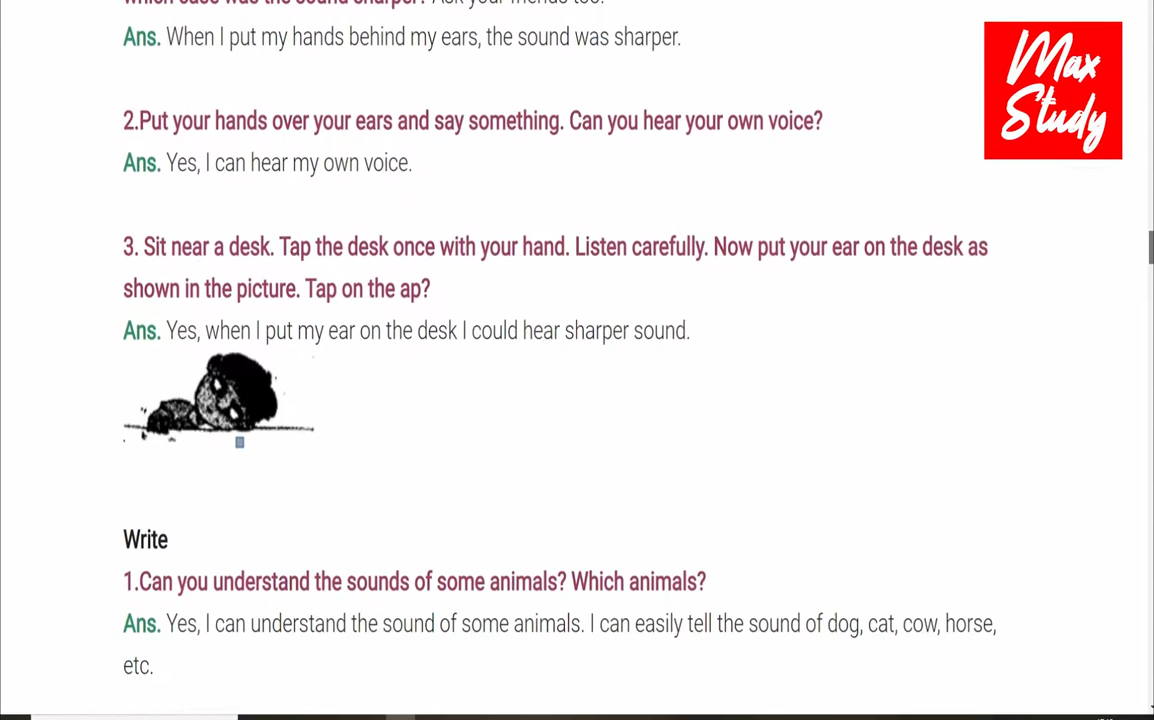 Ans. When I put my hands behind my ears, the sound was sharper.
Max
Study
2.Put your hands over your ears and say something. Can you hear your own voice?
Ans. Yes, I can hear my own voice.
3. Sit near a desk. Tap the desk once with your hand. Listen carefully. Now put your ear on the desk as
shown in the picture. Tap on the ap?
Ans. Yes, when I put my ear on the desk I could hear sharper sound.
Write
1.Can you understand the sounds of some animals? Which animals?
Ans. Yes, I can understand the sound of some animals. I can easily tell the sound of dog, cat, cow, horse,
etc.